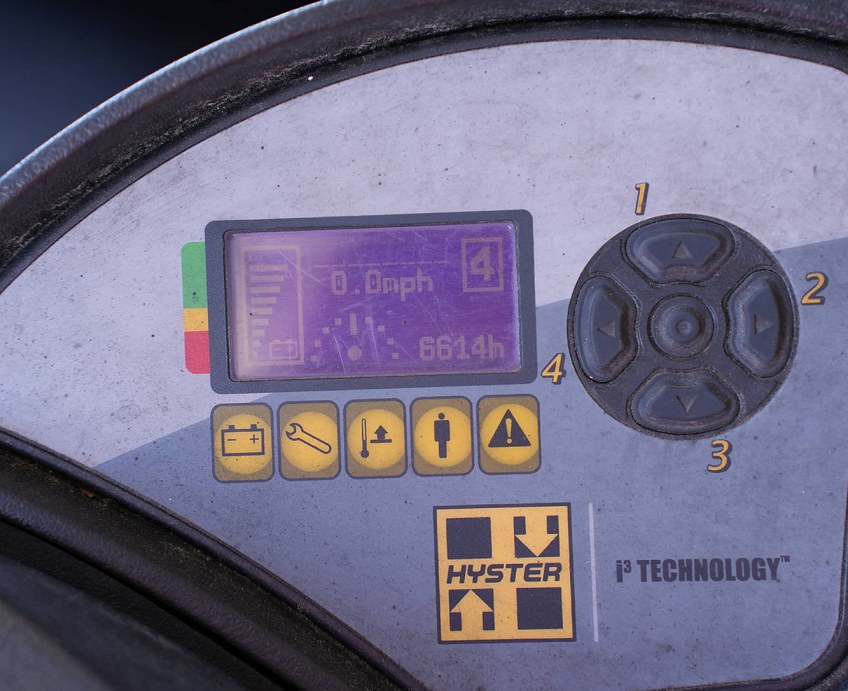 1
2
4
0.0mph
6614h
4
3
HYSTER
i³ TECHNOLOGY™